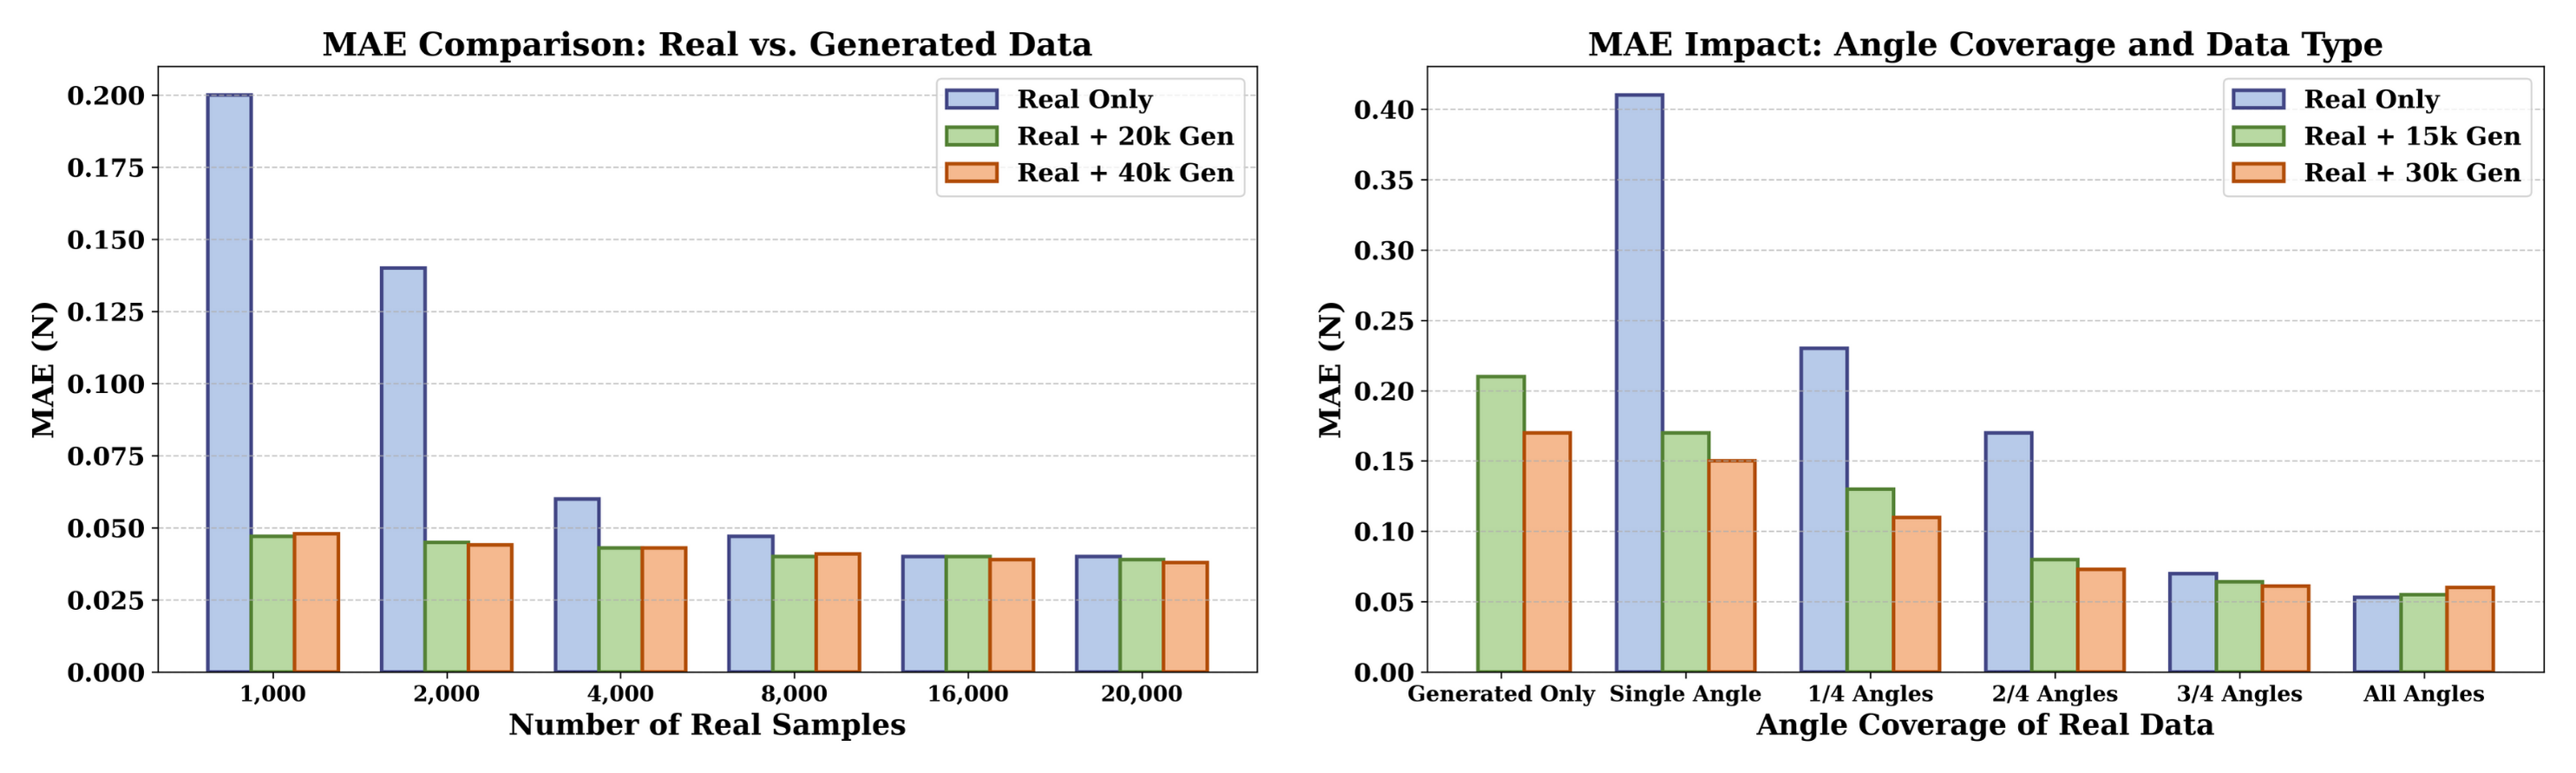 MAE Comparison: Real vs. Generated Data
MAE (N)
0.200
0.175
0.150
0.125
0.100
0.075
0.050
0.025
0.000
Real Only
Real + 20k Gen
Real + 40k Gen
1,000 2,000 4,000 8,000 16,000 20,000
Number of Real Samples
MAE Impact: Angle Coverage and Data Type
MAE (N)
0.40
0.35
0.30
0.25
0.20
0.15
0.10
0.05
0.00
Real Only
Real + 15k Gen
Real + 30k Gen
Generated Only Single Angle 1/4 Angles 2/4 Angles 3/4 Angles All Angles
Angle Coverage of Real Data